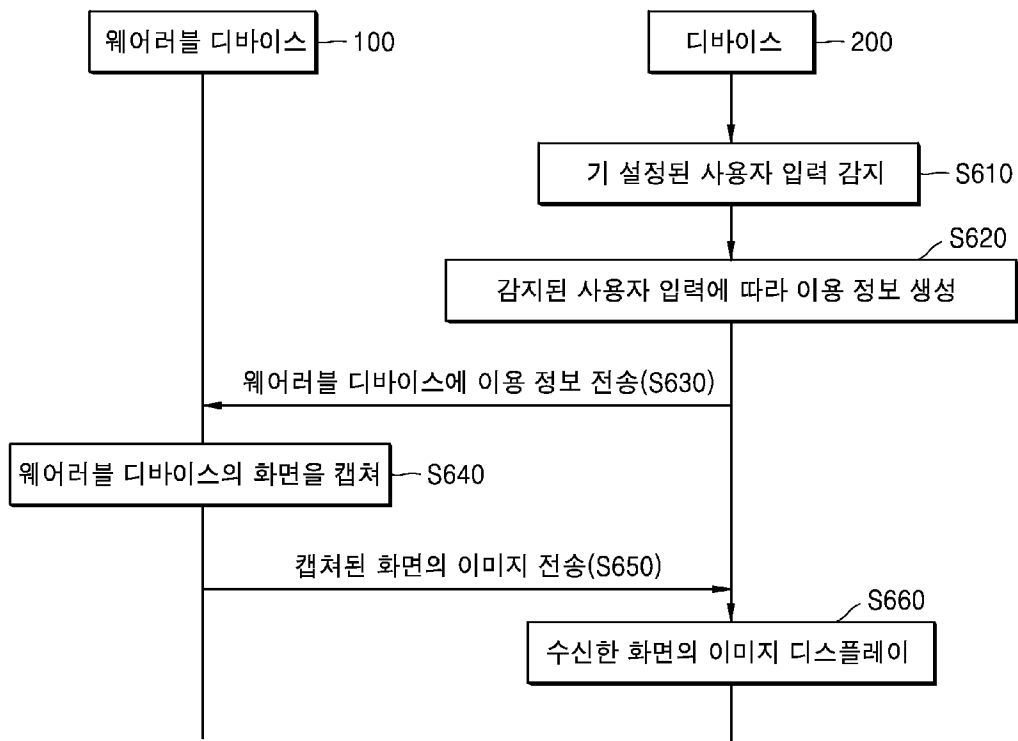 웨어러블 디바이스 100
디바이스 200
기 설정된 사용자 입력 감지 S610
S620
감지된 사용자 입력에 따라 이용 정보 생성
웨어러블 디바이스에 이용 정보 전송(S630)
웨어러블 디바이스의 화면을 캡쳐 S640
캡쳐된 화면의 이미지 전송(S650)
S660
수신한 화면의 이미지 디스플레이